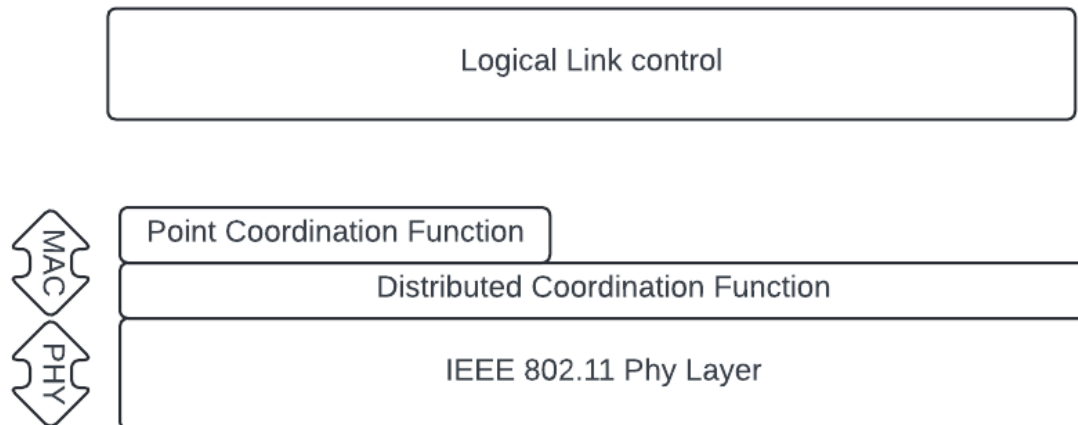 Logical Link control
MAC
Point Coordination Function
Distributed Coordination Function
PHY
IEEE 802.11 Phy Layer